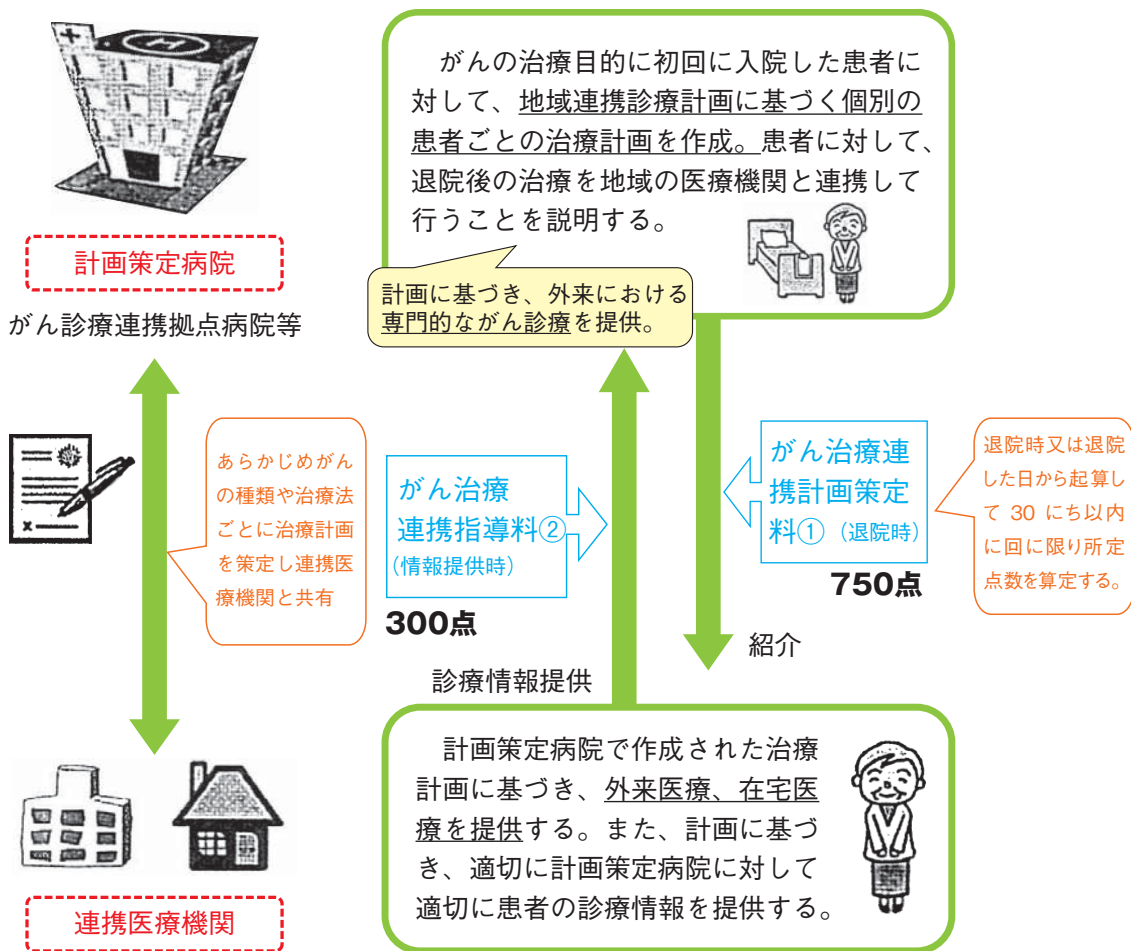 がんの治療目的に初回に入院した患者に
対して、地域連携診療計画に基づく個別の
患者ごとの治療計画を作成。患者に対して、
退院後の治療を地域の医療機関と連携して
行うことを説明する。
計画策定病院
がん診療連携拠点病院等
計画に基づき、外来における
専門的ながん診療を提供。
あらかじめがん
の種類や治療法
ごとに治療計画
を策定し連携医
療機関と共有
がん治療
連携指導料②
(情報提供時)
300点
がん治療連
携計画策定
料①（退院時）
750点
退院時又は退院
した日から起算し
て 30 にち以内
に回に限り所定
点数を算定する。
紹介
診療情報提供
計画策定病院で作成された治療
計画に基づき、外来医療、在宅医
療を提供する。また、計画に基づ
き、適切に計画策定病院に対して
適切に患者の診療情報を提供する。
連携医療機関